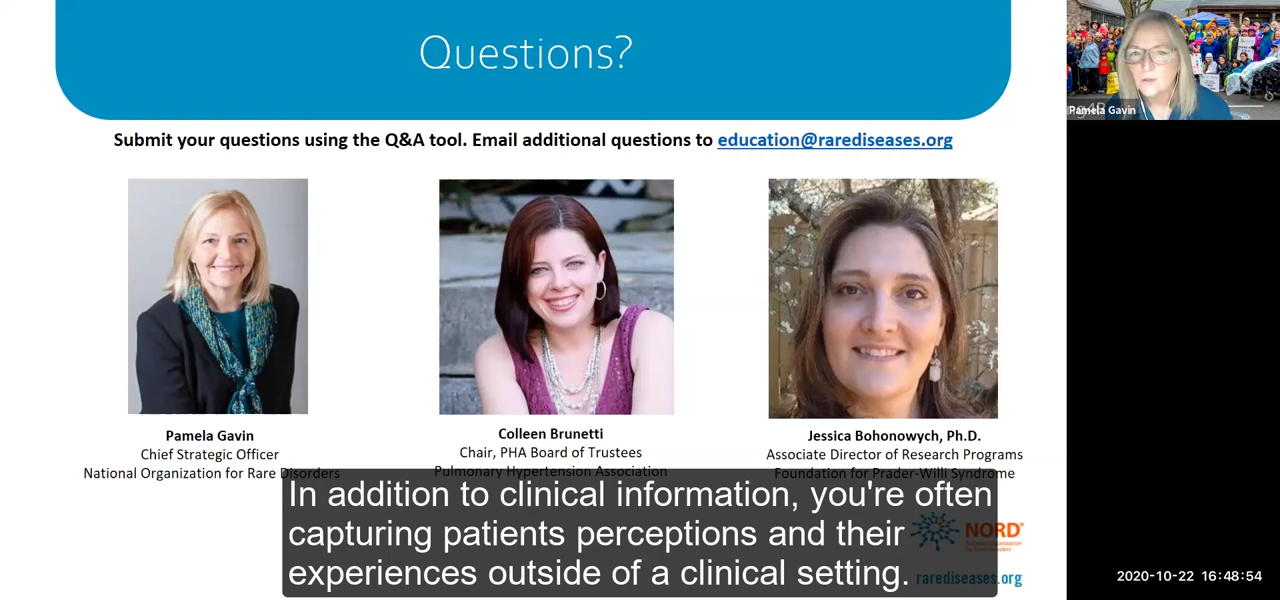 Questions?
Submit your questions using the Q&A tool. Email additional questions to education@rarediseases.org
Pamela Gavin
Pamela Gavin
Chief Strategic Officer
National Organization for Rare Disorders
Colleen Brunetti
Chair, PHA Board of Trustees
Pulmonary Hypertension Association
Jessica Bohonowych, Ph.D.
Associate Director of Research Programs
Foundation for Prader-Willi Syndrome
In addition to clinical information, you're often
capturing patients perceptions and their
experiences outside of a clinical setting.
NORD
rarediseases.org
2020-10-22 16:48:54